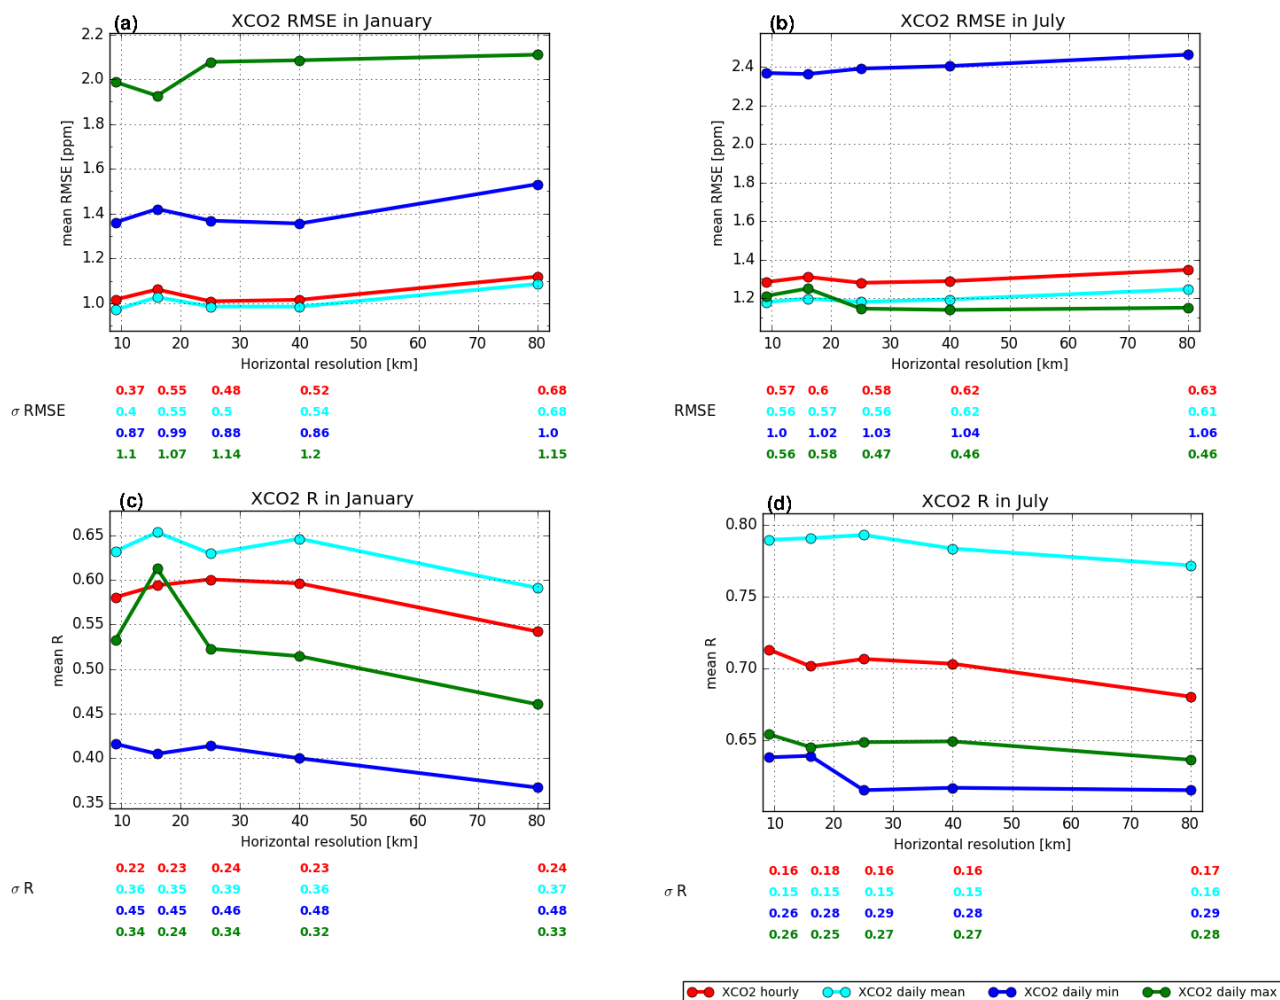 (a) XCO2 RMSE in January
2.2
2.0
1.8
1.6
1.4
1.2
1.0
mean RMSE [ppm]
10 20 30 40 50 60 70 80
Horizontal resolution [km]
0.37 0.55 0.48 0.52 0.68
σ RMSE 0.4 0.55 0.5 0.54 0.68
0.87 0.99 0.88 0.86 1.0
1.1 1.07 1.14 1.2 1.15
(b) XCO2 RMSE in July
2.4
2.2
2.0
1.8
1.6
1.4
1.2
mean RMSE [ppm]
10 20 30 40 50 60 70 80
Horizontal resolution [km]
0.57 0.6 0.58 0.62 0.63
RMSE 0.56 0.57 0.56 0.62 0.61
1.0 1.02 1.03 1.04 1.06
0.56 0.58 0.47 0.46 0.46
(c) XCO2 R in January
0.65
0.60
0.55
0.50
0.45
0.40
0.35
mean R
10 20 30 40 50 60 70 80
Horizontal resolution [km]
0.22 0.23 0.24 0.23 0.24
σ R 0.36 0.35 0.39 0.36 0.37
0.45 0.45 0.46 0.48 0.48
0.34 0.24 0.34 0.32 0.33
(d) XCO2 R in July
0.80
0.75
0.70
0.65
mean R
10 20 30 40 50 60 70 80
Horizontal resolution [km]
0.16 0.18 0.16 0.16 0.17
σ R 0.15 0.15 0.15 0.15 0.16
0.26 0.28 0.29 0.28 0.29
0.26 0.25 0.27 0.27 0.28
XCO2 hourly XCO2 daily mean XCO2 daily min XCO2 daily max